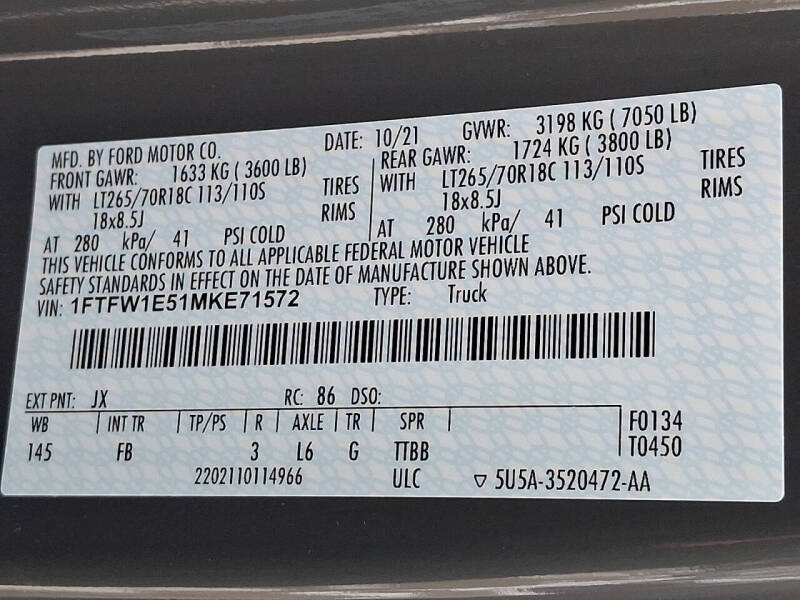 MFD. BY FORD MOTOR CO. DATE: 10/21 GVWR: 3198 KG ( 7050 LB)
FRONT GAWR: 1633 KG ( 3600 LB) REAR GAWR: 1724 KG ( 3800 LB)
WITH LT265/70R18C 113/110S TIRES WITH LT265/70R18C 113/110S TIRES
18x8.5J RIMS 18x8.5J RIMS
AT 280 kPa/ 41 PSI COLD AT 280 kPa/ 41 PSI COLD
THIS VEHICLE CONFORMS TO ALL APPLICABLE FEDERAL MOTOR VEHICLE
SAFETY STANDARDS IN EFFECT ON THE DATE OF MANUFACTURE SHOWN ABOVE.
VIN: 1FTFW1E51MKE71572 TYPE: Truck
EXT PNT: JX RC: 86 DSO:
WB INT TR TP/PS R AXLE TR SPR F0134
145 FB 3 L6 G TTBB T0450
2202110114966 ULC ▽ 5U5A-3520472-AA